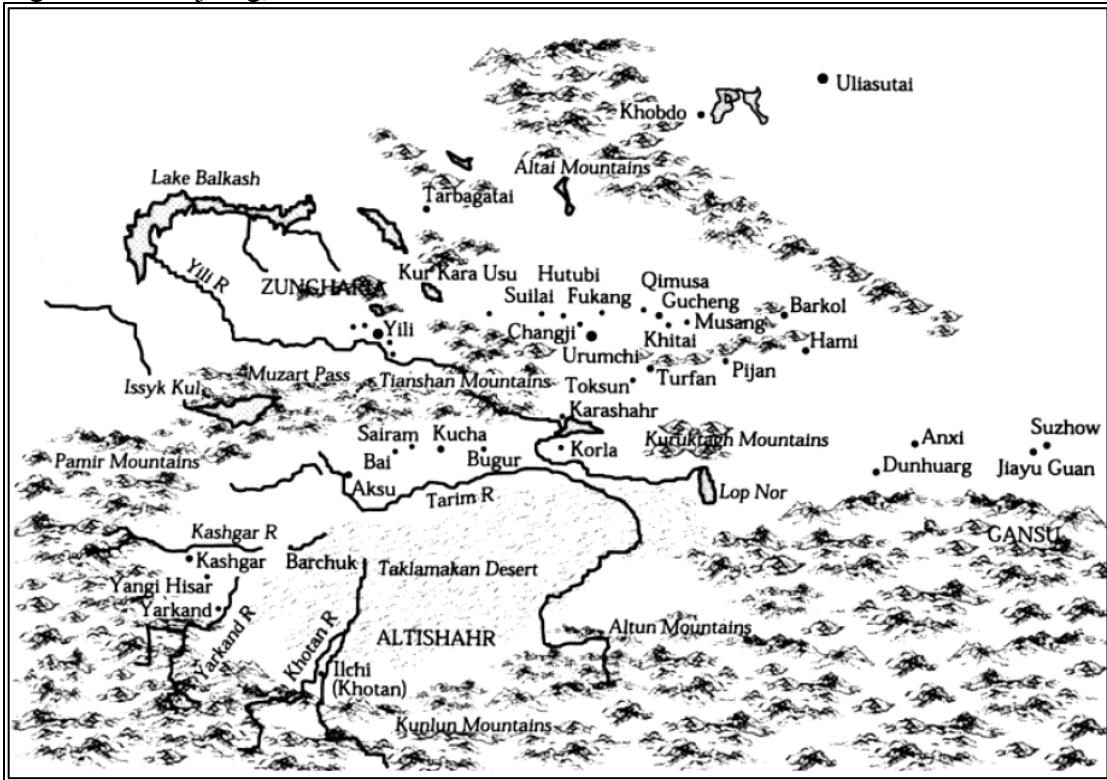 Uliasutai
Khobdo
Altai Mountains
Lake Balkash
Tarbagatai
Kur Kara Usu
Hutubi
Qimusa
Yili R
ZUNGHARIA
Suilai
Fukang
Gucheng
Barkol
Yili
Changji
Musang
Khitai
Hami
Urumchi
Muzart Pass
Tianshan Mountains
Turfan
Pijan
Issyk Kul
Toksun
Karashahr
Sairam
Kucha
Kuruktagh Mountains
Anxi
Suzhow
Pamir Mountains
Bai
Bugur
Korla
Dunhuarg
Jiayu Guan
Aksu
Tarim R
Lop Nor
Kashgar R
GANSU
Kashgar
Barchuk
Taklamakan Desert
Yangi Hisar
Yarkand
Yarkand R
Khotan R
ALTISHAHR
Altun Mountains
Ilchi
(Khotan)
Kunlun Mountains